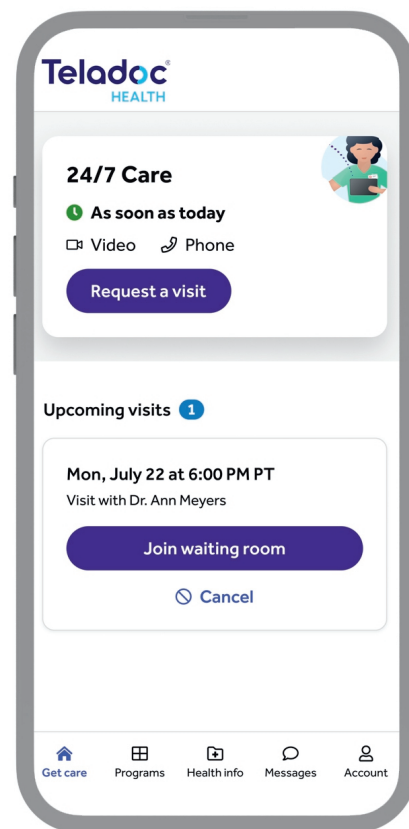 Teladoc®
HEALTH
24/7 Care
As soon as today
Video Phone
Request a visit
Upcoming visits 1
Mon, July 22 at 6:00 PM PT
Visit with Dr. Ann Meyers
Join waiting room
Cancel
Get care Programs Health info Messages Account